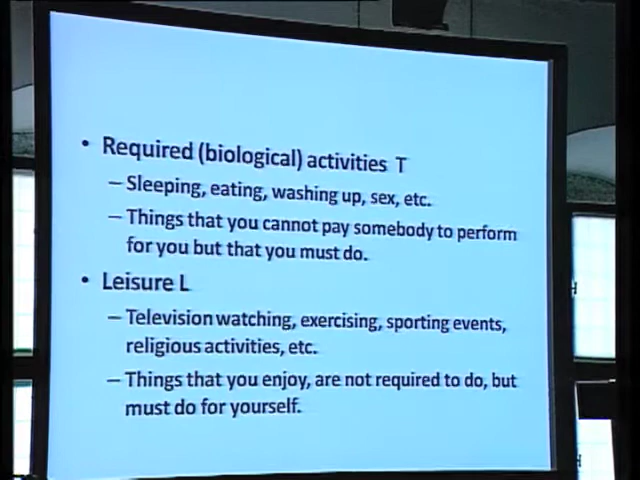 • Required (biological) activities T
– Sleeping, eating, washing up, sex, etc.
– Things that you cannot pay somebody to perform
for you but that you must do.
• Leisure L
– Television watching, exercising, sporting events,
religious activities, etc.
– Things that you enjoy, are not required to do, but
must do for yourself.